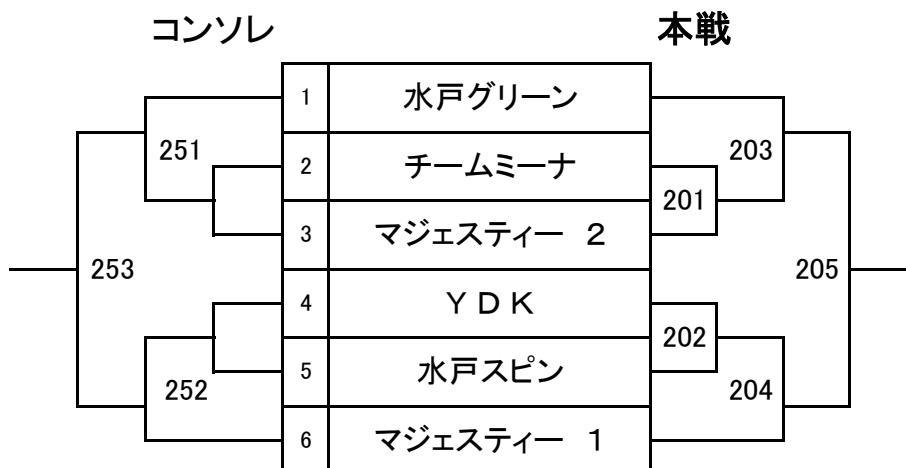 コンソレ 本戦
1 水戸グリーン
251 203
2 チームミーナ
201
3 マジェスティー 2
253 205
4 YDK
202
5 水戸スピン
252 204
6 マジェスティー 1